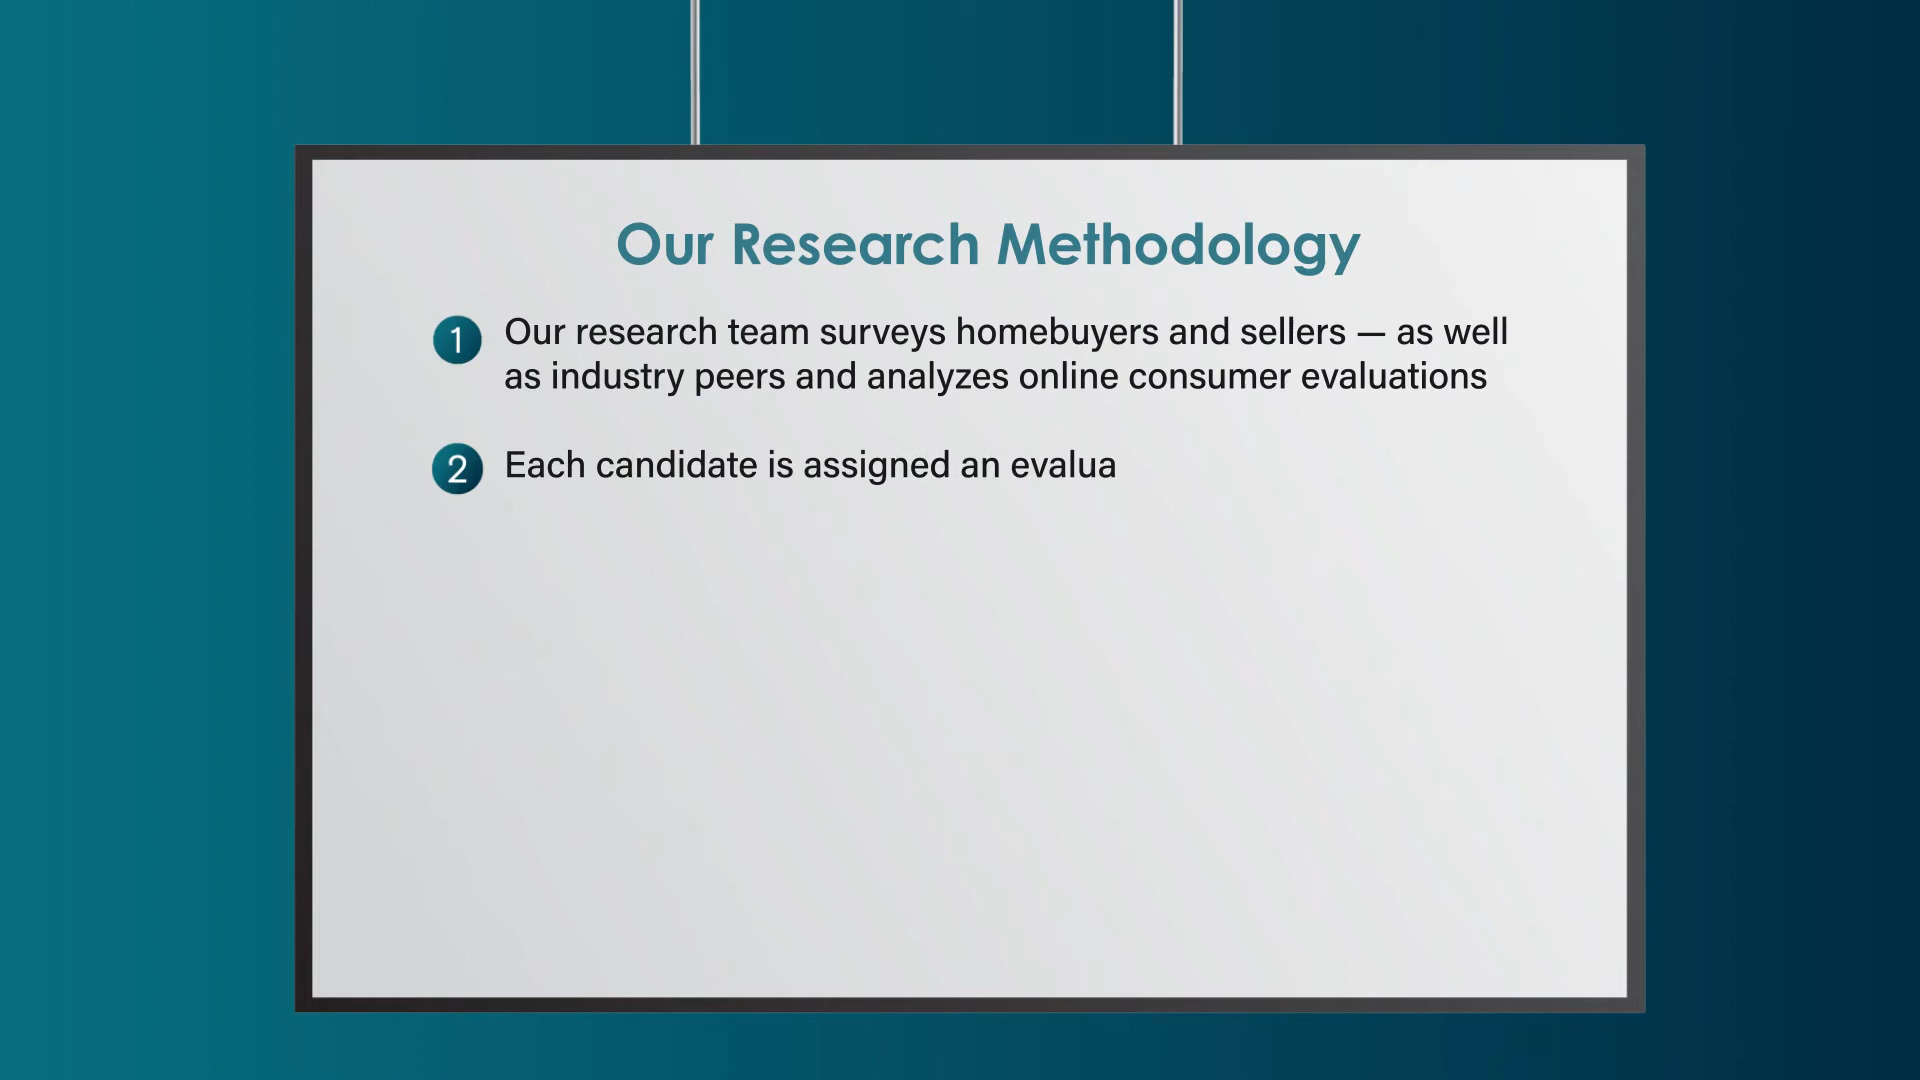 Our Research Methodology
1 Our research team surveys homebuyers and sellers — as well
as industry peers and analyzes online consumer evaluations
2 Each candidate is assigned an evalua